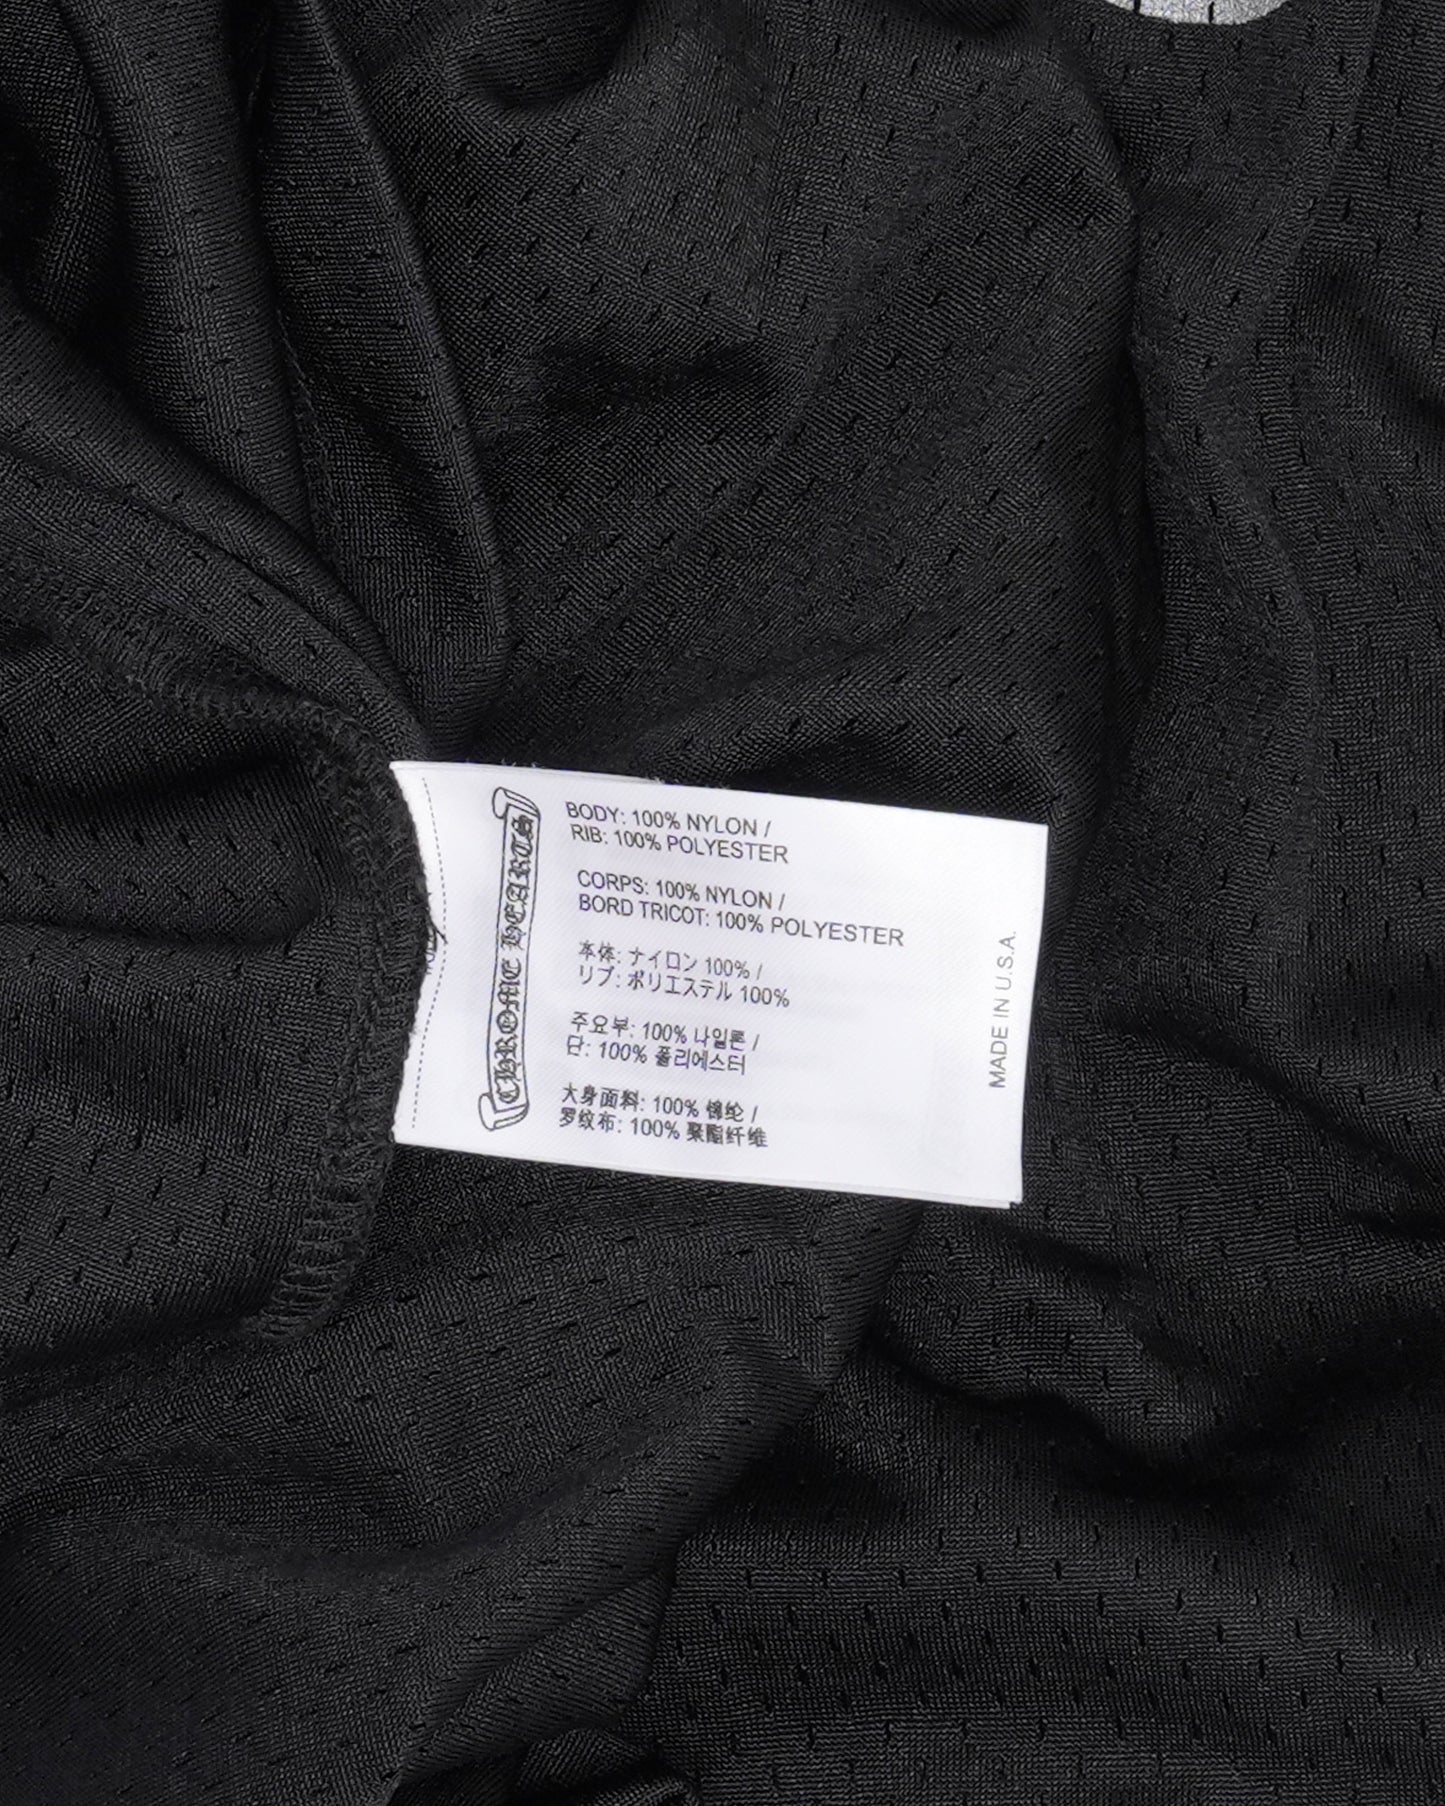 CHROME HEARTS
BODY: 100% NYLON /
RIB: 100% POLYESTER
CORPS: 100% NYLON /
BORD TRICOT: 100% POLYESTER
本体: ナイロン 100% /
リブ: ポリエステル 100%
주요부: 100% 나일론 /
단: 100% 폴리에스터
大身面料: 100% 锦纶 /
罗纹布: 100% 聚酯纤维
MADE IN U.S.A.